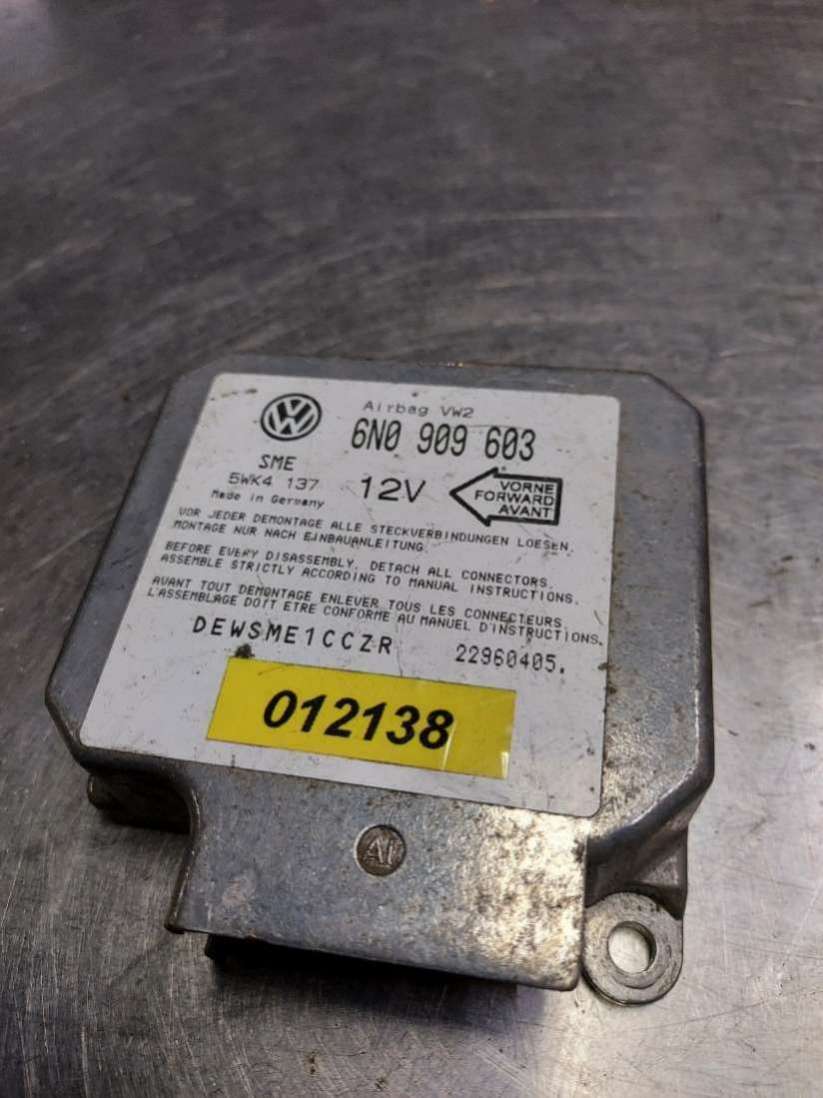 Airbag VW2
6N0 909 603
SME
5WK4 137
Made in Germany
12V
VORNE
FORWARD
AVANT
VOR JEDER DEMONTAGE ALLE STECKVERBINDUNGEN LOESEN.
MONTAGE NUR NACH EINBAUANLEITUNG.
BEFORE EVERY DISASSEMBLY, DETACH ALL CONNECTORS.
ASSEMBLE STRICTLY ACCORDING TO MANUAL INSTRUCTIONS.
AVANT TOUT DEMONTAGE ENLEVER TOUS LES CONNECTEURS
L'ASSEMBLAGE DOIT ETRE CONFORME AU MANUEL D'INSTRUCTIONS.
DEWSME1CCZR
22960405.
012138
Al